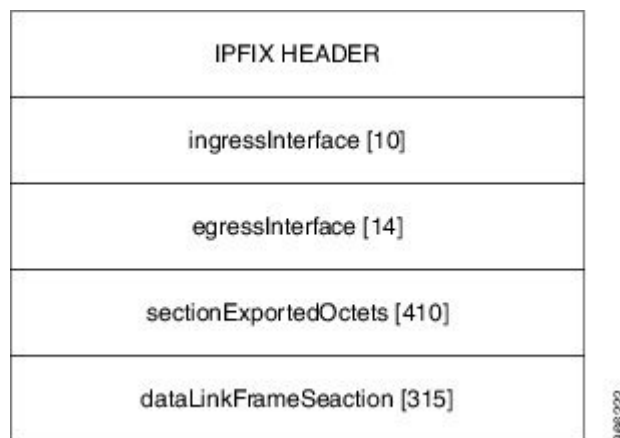 IPFIX HEADER
ingressInterface [10]
egressInterface [14]
sectionExportedOctets [410]
dataLinkFrameSeaction [315]